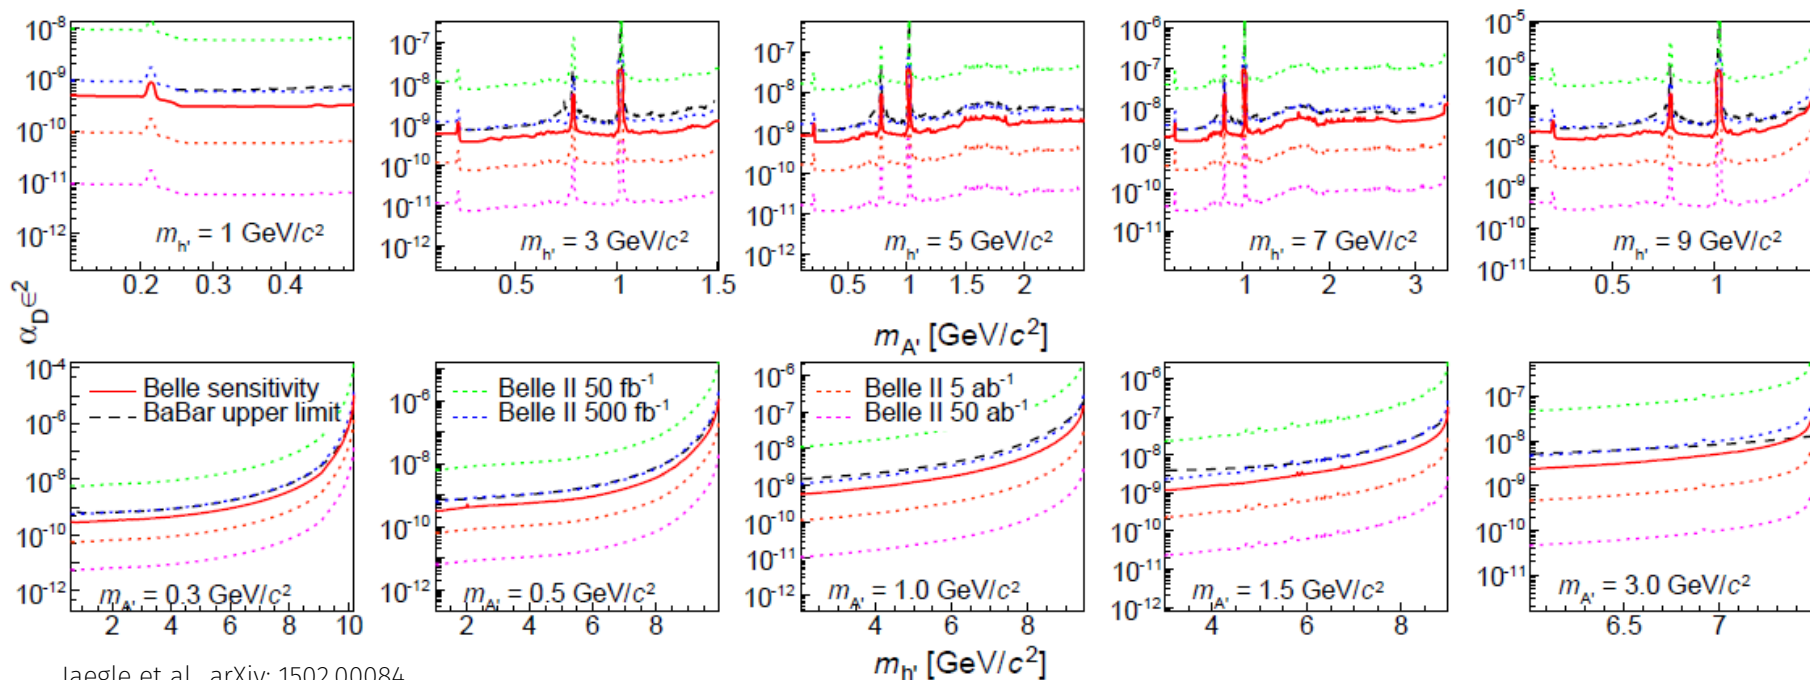 10⁻⁸
10⁻⁹
10⁻¹⁰
10⁻¹¹
10⁻¹²
m_h' = 1 GeV/c²
0.2 0.3 0.4
10⁻⁷
10⁻⁸
10⁻⁹
10⁻¹⁰
10⁻¹¹
10⁻¹²
m_h' = 3 GeV/c²
0.5 1 1.5
10⁻⁷
10⁻⁸
10⁻⁹
10⁻¹⁰
10⁻¹¹
10⁻¹²
m_h' = 5 GeV/c²
0.5 1 1.5 2
10⁻⁶
10⁻⁷
10⁻⁸
10⁻⁹
10⁻¹⁰
10⁻¹¹
m_h' = 7 GeV/c²
1 2 3
10⁻⁵
10⁻⁶
10⁻⁷
10⁻⁸
10⁻⁹
10⁻¹⁰
10⁻¹¹
m_h' = 9 GeV/c²
0.5 1
α_D ϵ²
m_A' [GeV/c²]
10⁻⁴
10⁻⁶
10⁻⁸
10⁻¹⁰
10⁻¹²
Belle sensitivity
BaBar upper limit
m_A' = 0.3 GeV/c²
2 4 6 8 10
10⁻⁶
10⁻⁸
10⁻¹⁰
10⁻¹²
Belle II 50 fb⁻¹
Belle II 500 fb⁻¹
m_A' = 0.5 GeV/c²
2 4 6 8
10⁻⁶
10⁻⁷
10⁻⁸
10⁻⁹
10⁻¹⁰
10⁻¹¹
10⁻¹²
Belle II 5 ab⁻¹
Belle II 50 ab⁻¹
m_A' = 1.0 GeV/c²
4 6 8
10⁻⁶
10⁻⁷
10⁻⁸
10⁻⁹
10⁻¹⁰
10⁻¹¹
10⁻¹²
m_A' = 1.5 GeV/c²
4 6 8
10⁻⁷
10⁻⁸
10⁻⁹
10⁻¹⁰
10⁻¹¹
m_A' = 3.0 GeV/c²
6.5 7
m_h' [GeV/c²]
Jaegle et al., arXiv: 1502.00084